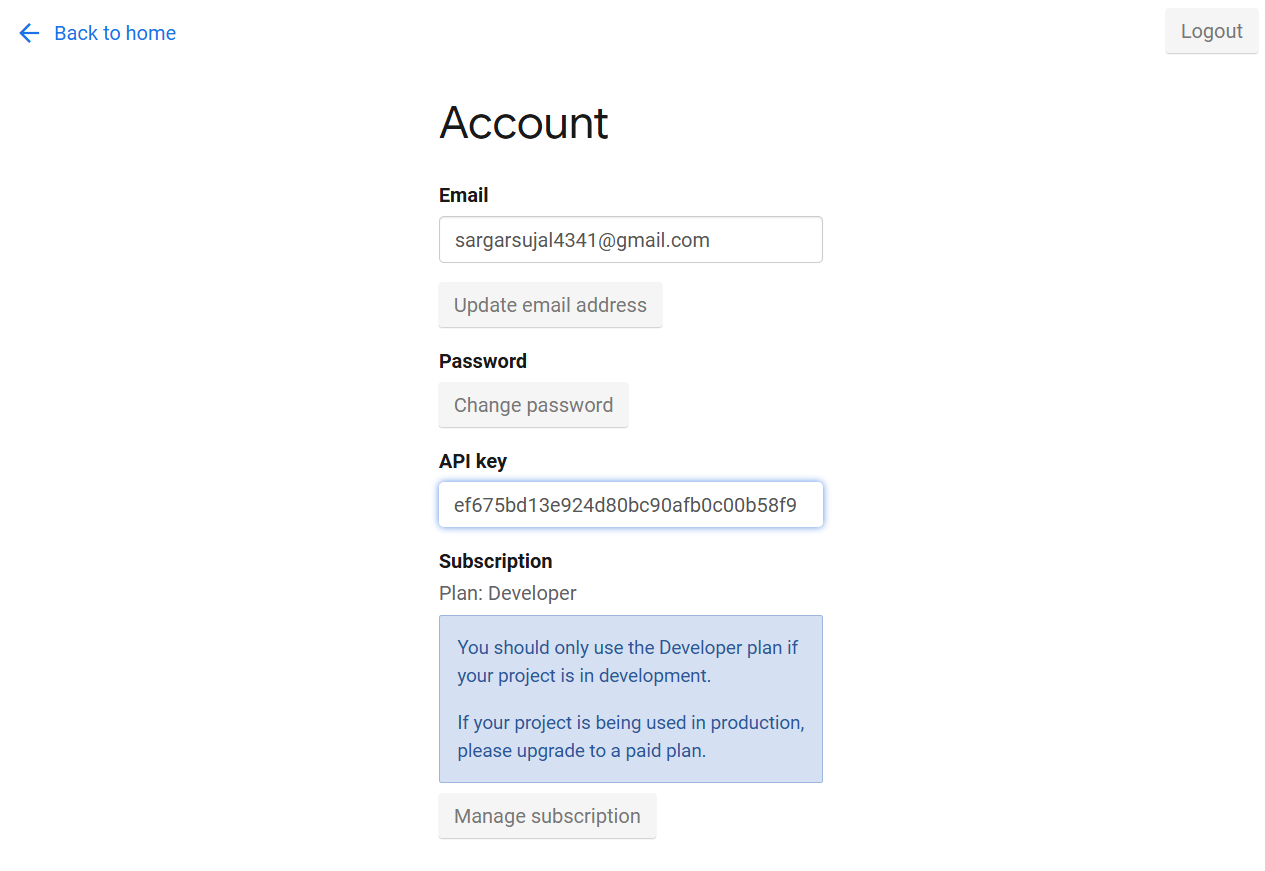 Back to home
Logout
Account
Email
sargarsujal4341@gmail.com
Update email address
Password
Change password
API key
ef675bd13e924d80bc90afb0c00b58f9
Subscription
Plan: Developer
You should only use the Developer plan if
your project is in development.
If your project is being used in production,
please upgrade to a paid plan.
Manage subscription